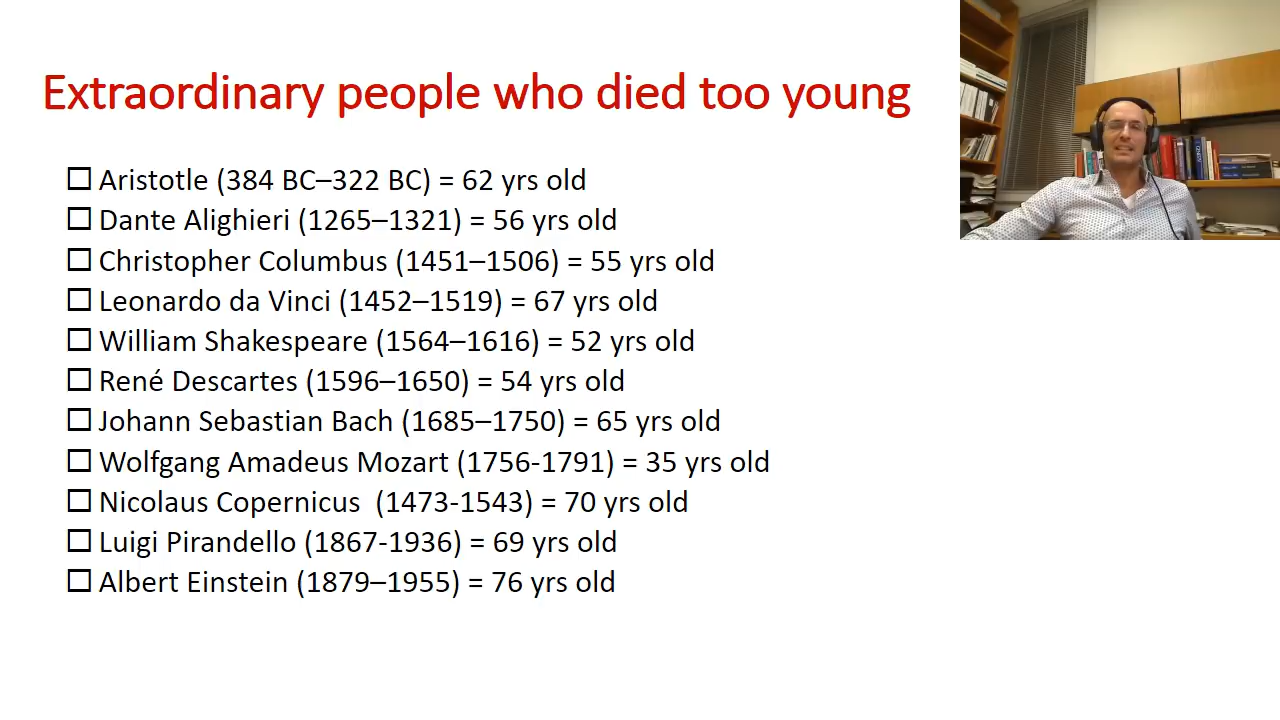 Extraordinary people who died too young
Aristotle (384 BC–322 BC) = 62 yrs old
Dante Alighieri (1265–1321) = 56 yrs old
Christopher Columbus (1451–1506) = 55 yrs old
Leonardo da Vinci (1452–1519) = 67 yrs old
William Shakespeare (1564–1616) = 52 yrs old
René Descartes (1596–1650) = 54 yrs old
Johann Sebastian Bach (1685–1750) = 65 yrs old
Wolfgang Amadeus Mozart (1756-1791) = 35 yrs old
Nicolaus Copernicus (1473-1543) = 70 yrs old
Luigi Pirandello (1867-1936) = 69 yrs old
Albert Einstein (1879–1955) = 76 yrs old